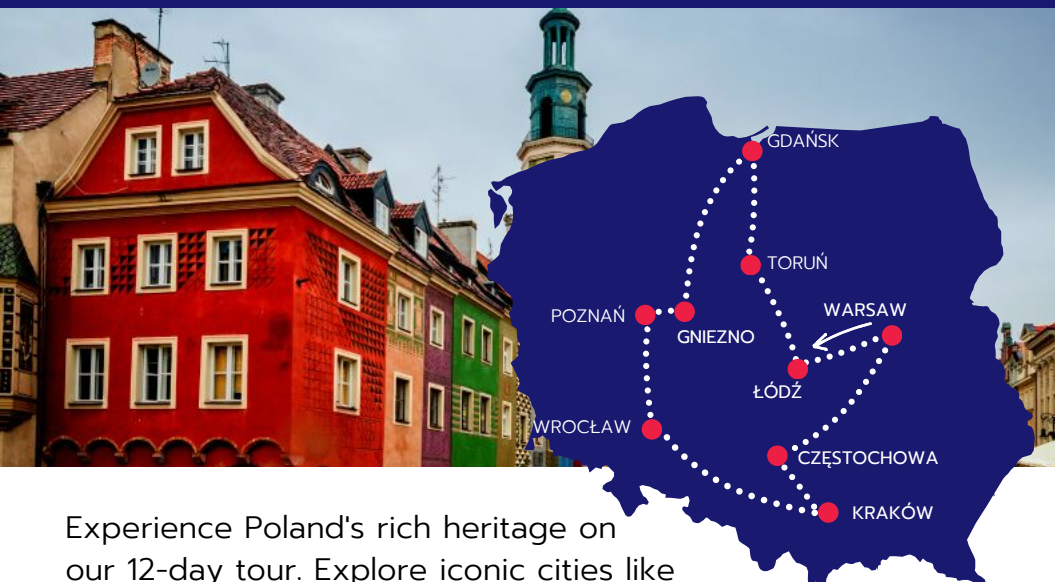 GDAŃSK
TORUŃ
WARSAW
POZNAŃ
GNIEZNO
ŁÓDŹ
WROCŁAW
CZĘSTOCHOWA
KRAKÓW
Experience Poland's rich heritage on
our 12-day tour. Explore iconic cities like